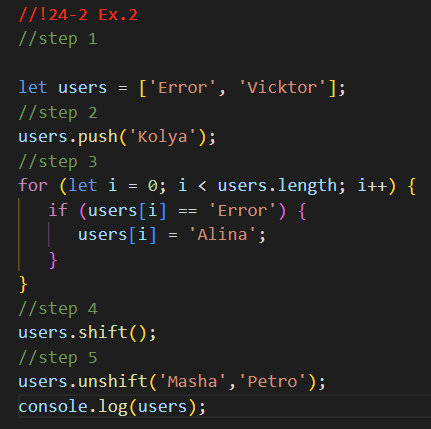 //!24-2 Ex.2
//step 1
let users = ['Error', 'Vicktor'];
//step 2
users.push('Kolya');
//step 3
for (let i = 0; i < users.length; i++) {
if (users[i] == 'Error') {
users[i] = 'Alina';
}
}
//step 4
users.shift();
//step 5
users.unshift('Masha','Petro');
console.log(users);